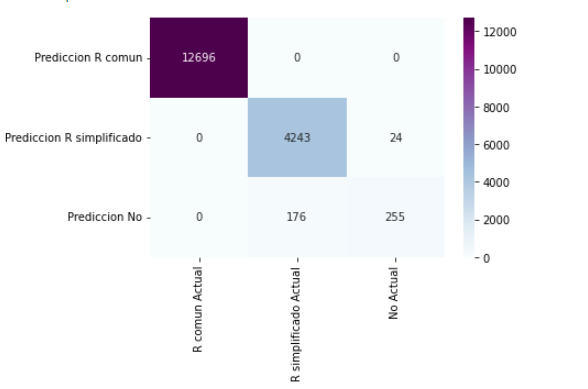 Prediccion R comun
12696 0 0
12000
10000
8000
Prediccion R simplificado
0 4243 24
6000
4000
Prediccion No
0 176 255
2000
0
R comun Actual
R simplificado Actual
No Actual